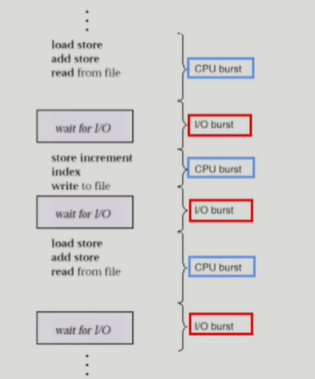 load store
add store
read from file
CPU burst
wait for I/O
I/O burst
store increment
index
write to file
CPU burst
wait for I/O
I/O burst
load store
add store
read from file
CPU burst
wait for I/O
I/O burst